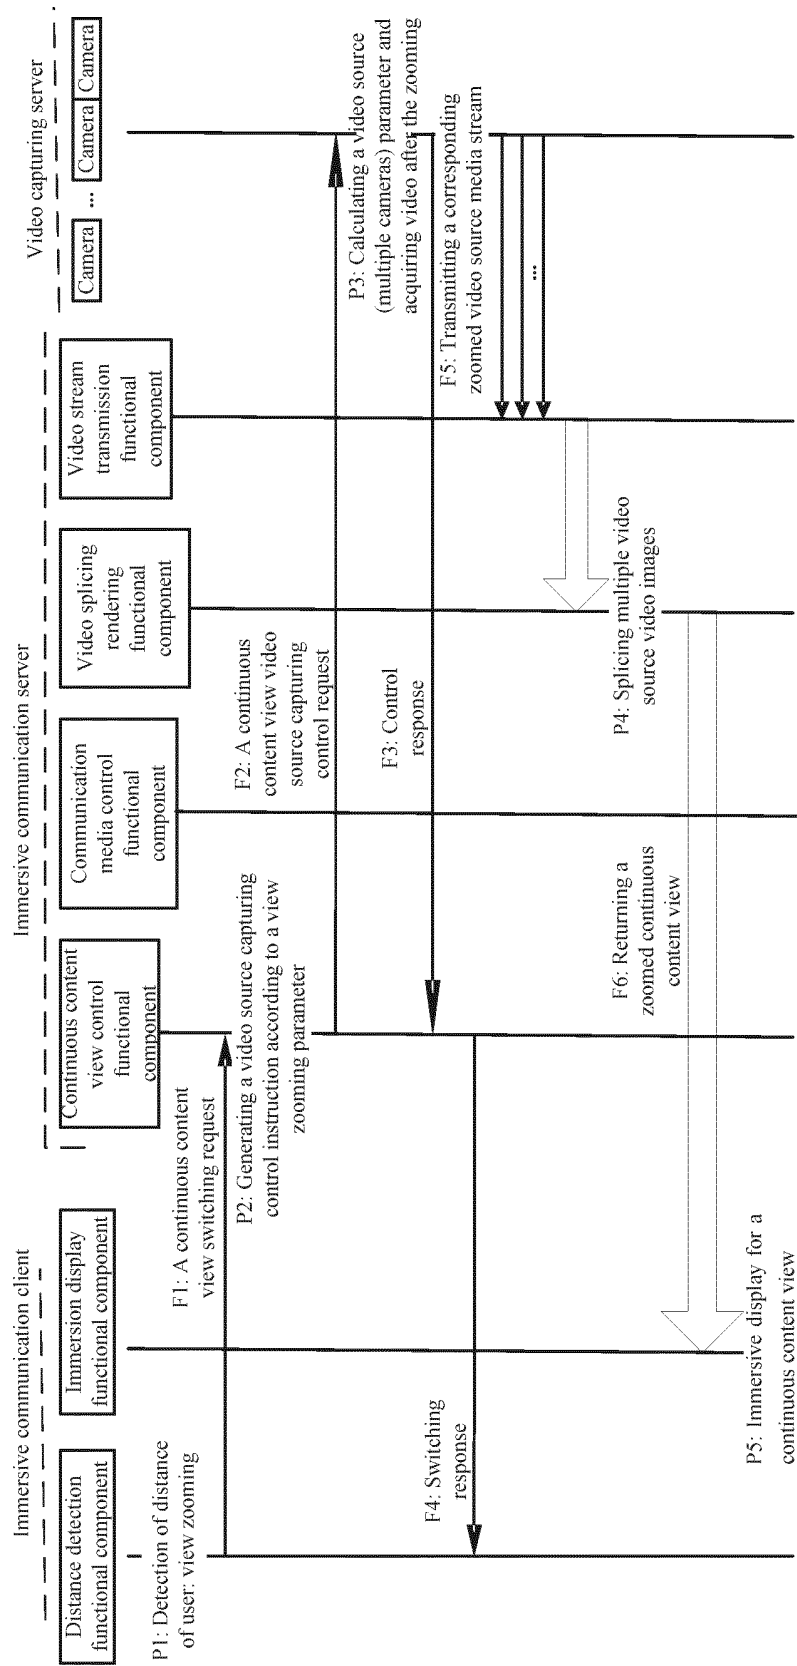 Immersive communication client
Immersive communication server
Video capturing server
Distance detection
functional component
Immersion display
functional component
Continuous content
view control
functional
component
Communication
media control
functional
component
Video splicing
rendering
functional
component
Video stream
transmission
functional
component
Camera
...
Camera
Camera
P1: Detection of distance
of user: view zooming
F1: A continuous content
view switching request
P2: Generating a video source capturing
control instruction according to a view
zooming parameter
F2: A continuous
content view video
source capturing
control request
P3: Calculating a video source
(multiple cameras) parameter and
acquiring video after the zooming
F3: Control
response
F4: Switching
response
F5: Transmitting a corresponding
zoomed video source media stream
...
P4: Splicing multiple video
source video images
F6: Returning a
zoomed continuous
content view
P5: Immersive display for a
continuous content view